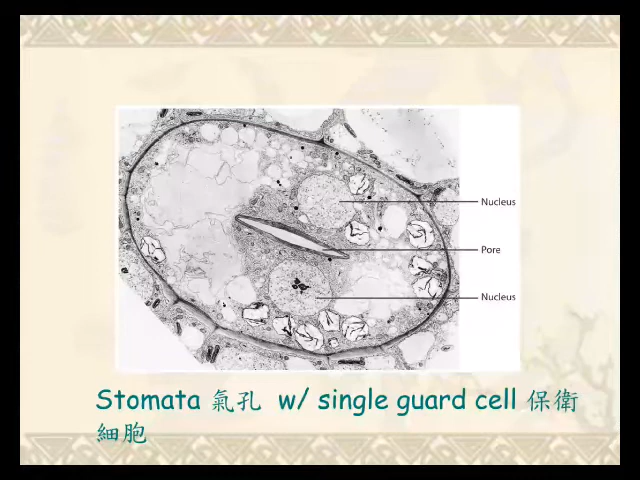 Nucleus
Pore
Nucleus
Stomata 氣孔 w/ single guard cell 保衛
細胞